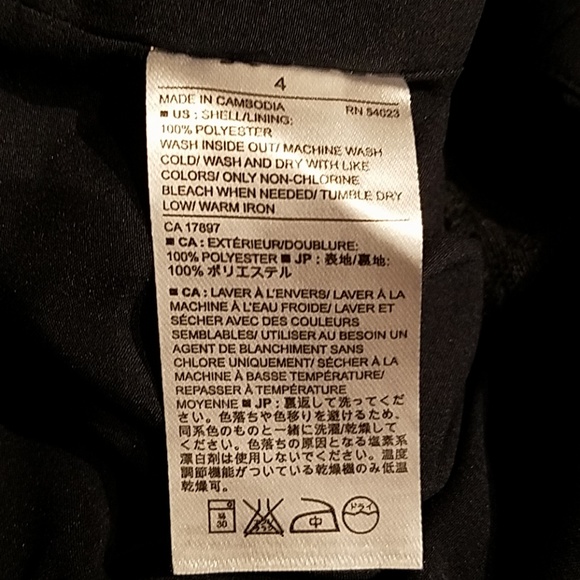 4
MADE IN CAMBODIA RN 54023
■ US : SHELL/LINING:
100% POLYESTER
WASH INSIDE OUT/ MACHINE WASH
COLD/ WASH AND DRY WITH LIKE
COLORS/ ONLY NON-CHLORINE
BLEACH WHEN NEEDED/ TUMBLE DRY
LOW/ WARM IRON
CA 17897
■ CA : EXTÉRIEUR/DOUBLURE:
100% POLYESTER ■ JP : 表地/裏地:
100% ポリエステル
■ CA : LAVER À L'ENVERS/ LAVER À LA
MACHINE À L'EAU FROIDE/ LAVER ET
SÉCHER AVEC DES COULEURS
SEMBLABLES/ UTILISER AU BESOIN UN
AGENT DE BLANCHIMENT SANS
CHLORE UNIQUEMENT/ SÉCHER À LA
MACHINE À BASSE TEMPÉRATURE/
REPASSER À TEMPÉRATURE
MOYENNE ■ JP : 裏返して洗ってくだ
さい。色落ちや色移りを避けるため、
同系色のものと一緒に洗濯/乾燥して
ください。色落ちの原因となる塩素系
漂白剤は使用しないでください。温度
調節機能がついている乾燥機のみ低温
乾燥可。
弱 30 中 ドライ